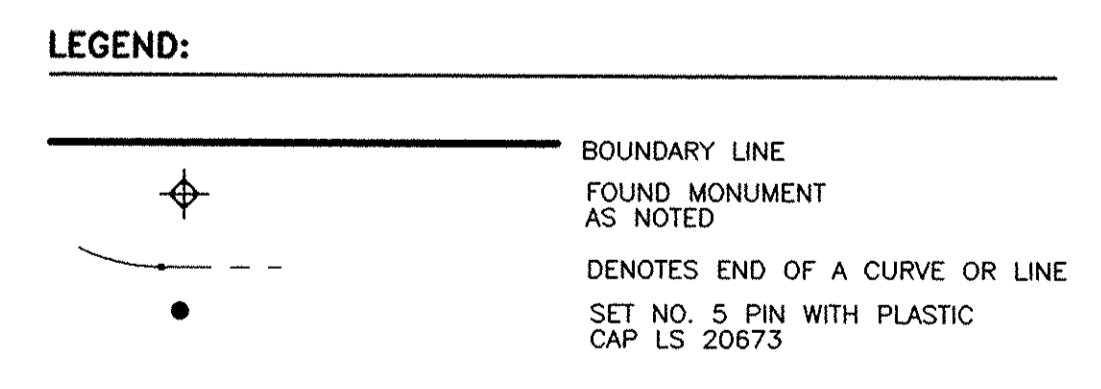 LEGEND:
BOUNDARY LINE
FOUND MONUMENT
AS NOTED
DENOTES END OF A CURVE OR LINE
SET NO. 5 PIN WITH PLASTIC
CAP LS 20673